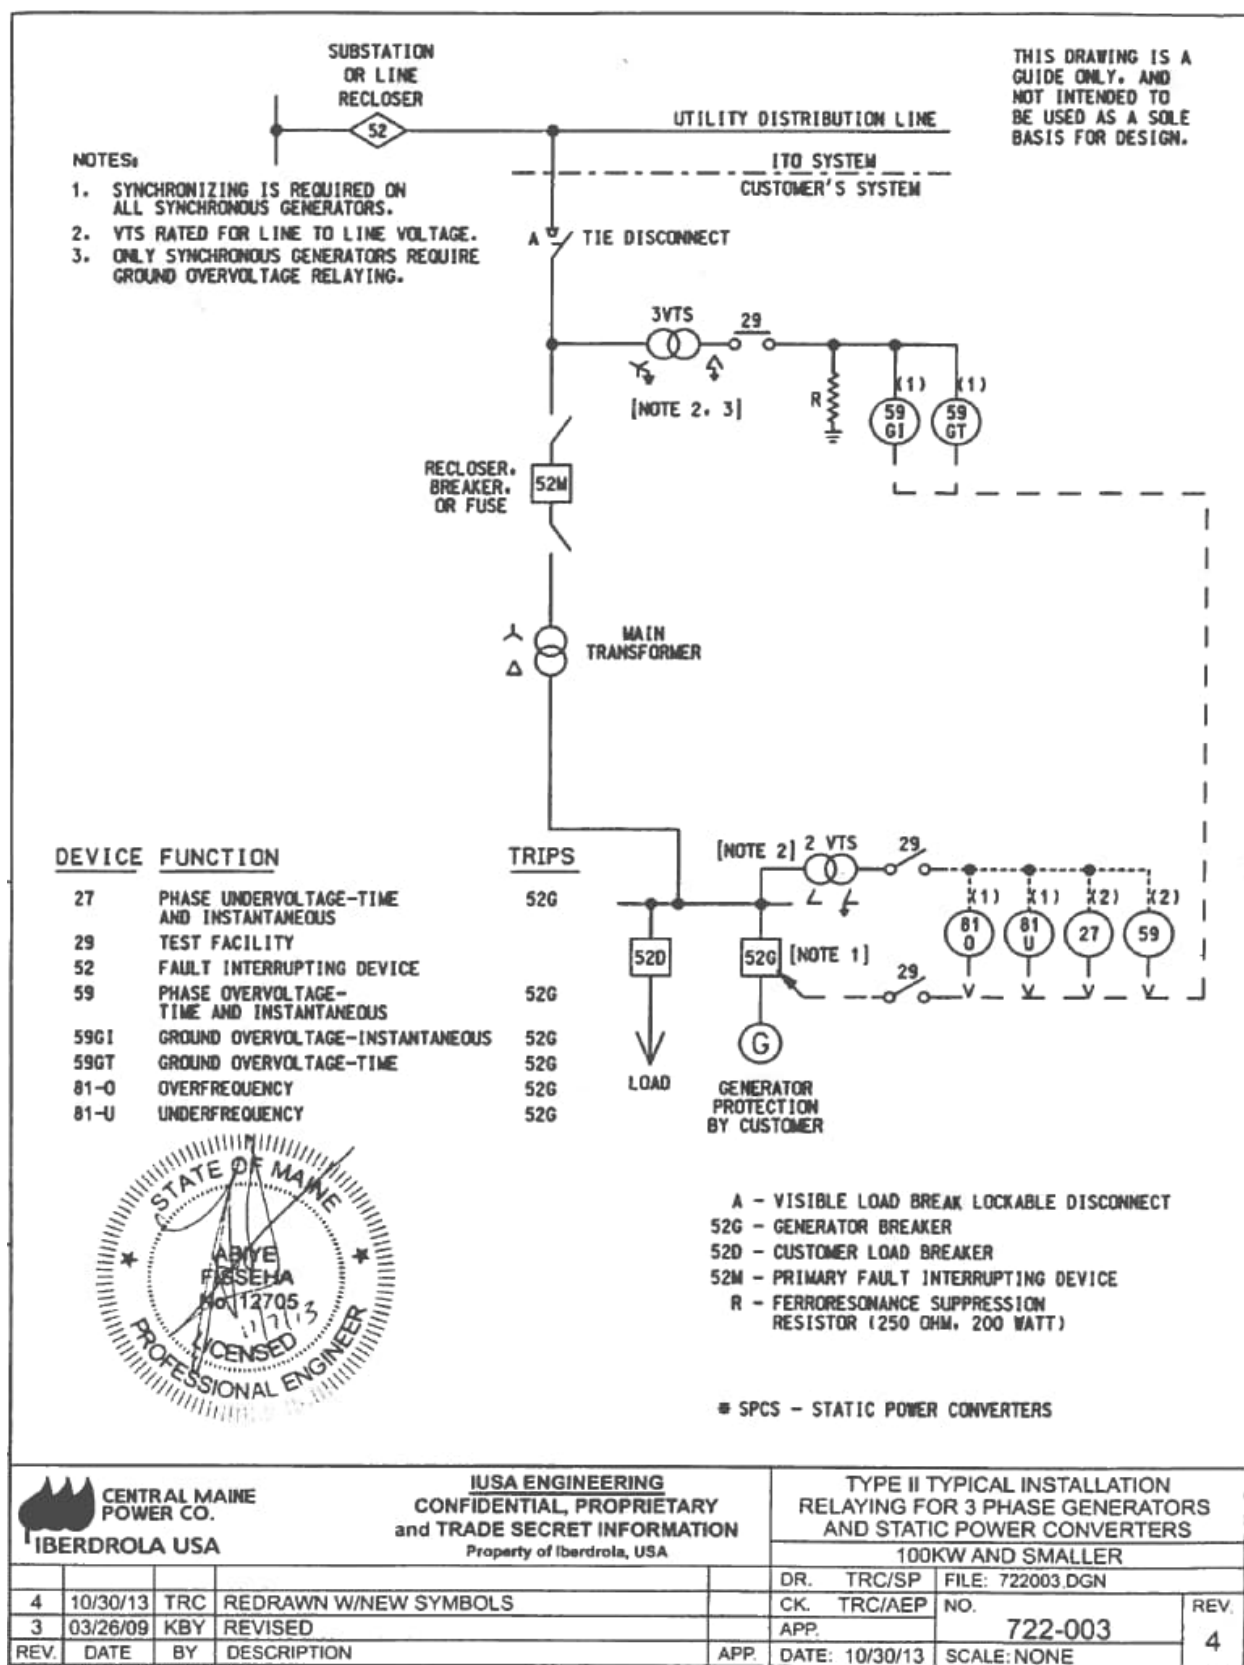 SUBSTATION
OR LINE
RECLOSER
52
THIS DRAWING IS A
GUIDE ONLY. AND
NOT INTENDED TO
BE USED AS A SOLE
BASIS FOR DESIGN.
UTILITY DISTRIBUTION LINE
ITO SYSTEM
CUSTOMER'S SYSTEM
NOTES:
1. SYNCHRONIZING IS REQUIRED ON
ALL SYNCHRONOUS GENERATORS.
2. VTS RATED FOR LINE TO LINE VOLTAGE.
3. ONLY SYNCHRONOUS GENERATORS REQUIRE
GROUND OVERVOLTAGE RELAYING.
A TIE DISCONNECT
3VTS
29
[NOTE 2. 3]
R
(1)
(1)
59
GI
59
GT
RECLOSER.
BREAKER.
OR FUSE
52M
MAIN
TRANSFORMER
[NOTE 2] 2 VTS
29
(1) (1) (2) (2)
81
O
81
U
27
59
52D
52G
[NOTE 1]
29
G
LOAD
GENERATOR
PROTECTION
BY CUSTOMER
DEVICE FUNCTION TRIPS
27 PHASE UNDERVOLTAGE-TIME 52G
AND INSTANTANEOUS
29 TEST FACILITY
52 FAULT INTERRUPTING DEVICE
59 PHASE OVERVOLTAGE- 52G
TIME AND INSTANTANEOUS
59GI GROUND OVERVOLTAGE-INSTANTANEOUS 52G
59GT GROUND OVERVOLTAGE-TIME 52G
81-O OVERFREQUENCY 52G
81-U UNDERFREQUENCY 52G
STATE OF MAINE
ABIYE
FISSEHA
No. 12705
LICENSED
PROFESSIONAL ENGINEER
A - VISIBLE LOAD BREAK LOCKABLE DISCONNECT
52G - GENERATOR BREAKER
52D - CUSTOMER LOAD BREAKER
52M - PRIMARY FAULT INTERRUPTING DEVICE
R - FERRORESONANCE SUPPRESSION
RESISTOR (250 OHM. 200 WATT)
* SPCS - STATIC POWER CONVERTERS
CENTRAL MAINE
POWER CO.
IBERDROLA USA
IUSA ENGINEERING
CONFIDENTIAL, PROPRIETARY
and TRADE SECRET INFORMATION
Property of Iberdrola, USA
TYPE II TYPICAL INSTALLATION
RELAYING FOR 3 PHASE GENERATORS
AND STATIC POWER CONVERTERS
100KW AND SMALLER
DR. TRC/SP FILE: 722003.DGN
4 10/30/13 TRC REDRAWN W/NEW SYMBOLS
CK. TRC/AEP NO. REV.
3 03/26/09 KBY REVISED
APP. 722-003 4
REV. DATE BY DESCRIPTION APP.
DATE: 10/30/13 SCALE: NONE